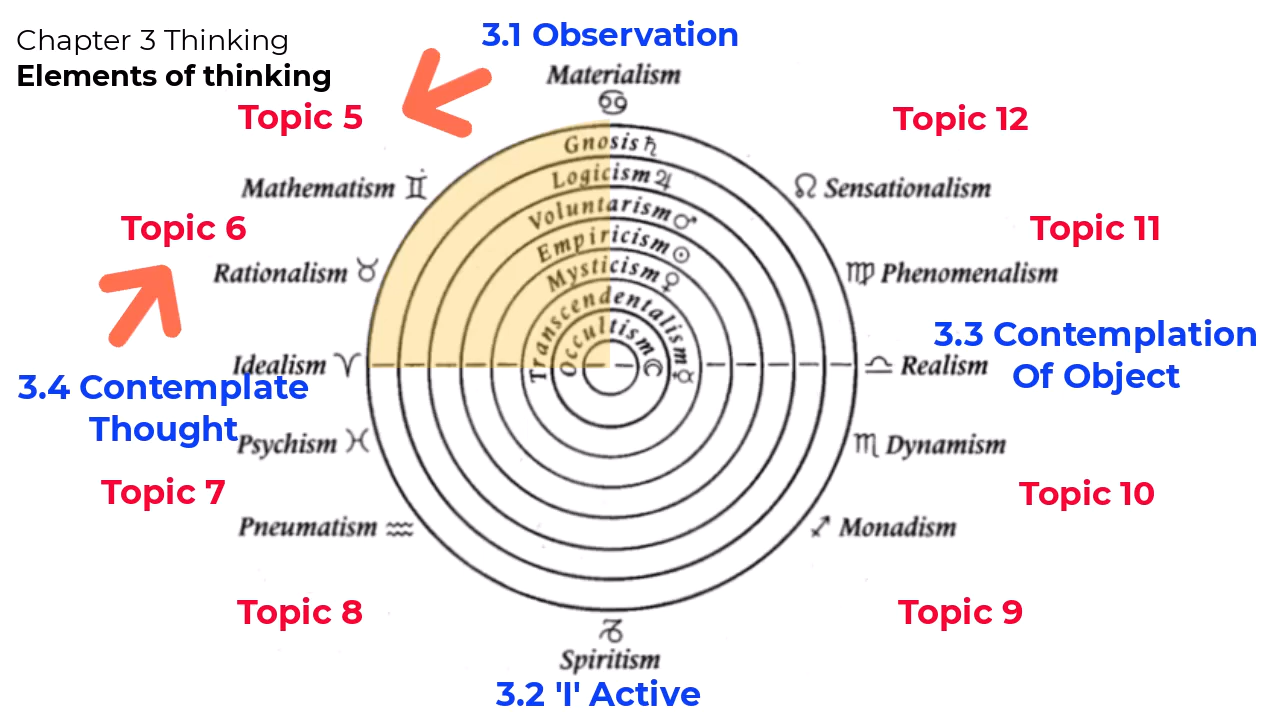 Chapter 3 Thinking
Elements of thinking
3.1 Observation
Materialism
♋
Topic 5
Topic 12
Gnosis ♄
Logicism ♃
Voluntarism ♂
Empiricism ☉
Mysticism ♀
Transcendentalism ☿
Occultism ☾
Mathematism ♊
♌ Sensationalism
Topic 6
Topic 11
Rationalism ♉
♍ Phenomenalism
3.3 Contemplation
Of Object
Idealism ♈
♎ Realism
3.4 Contemplate
Thought
Psychism ♓
♏ Dynamism
Topic 7
Topic 10
Pneumatism ♒
♐ Monadism
Topic 8
Topic 9
♑
Spiritism
3.2 'I' Active